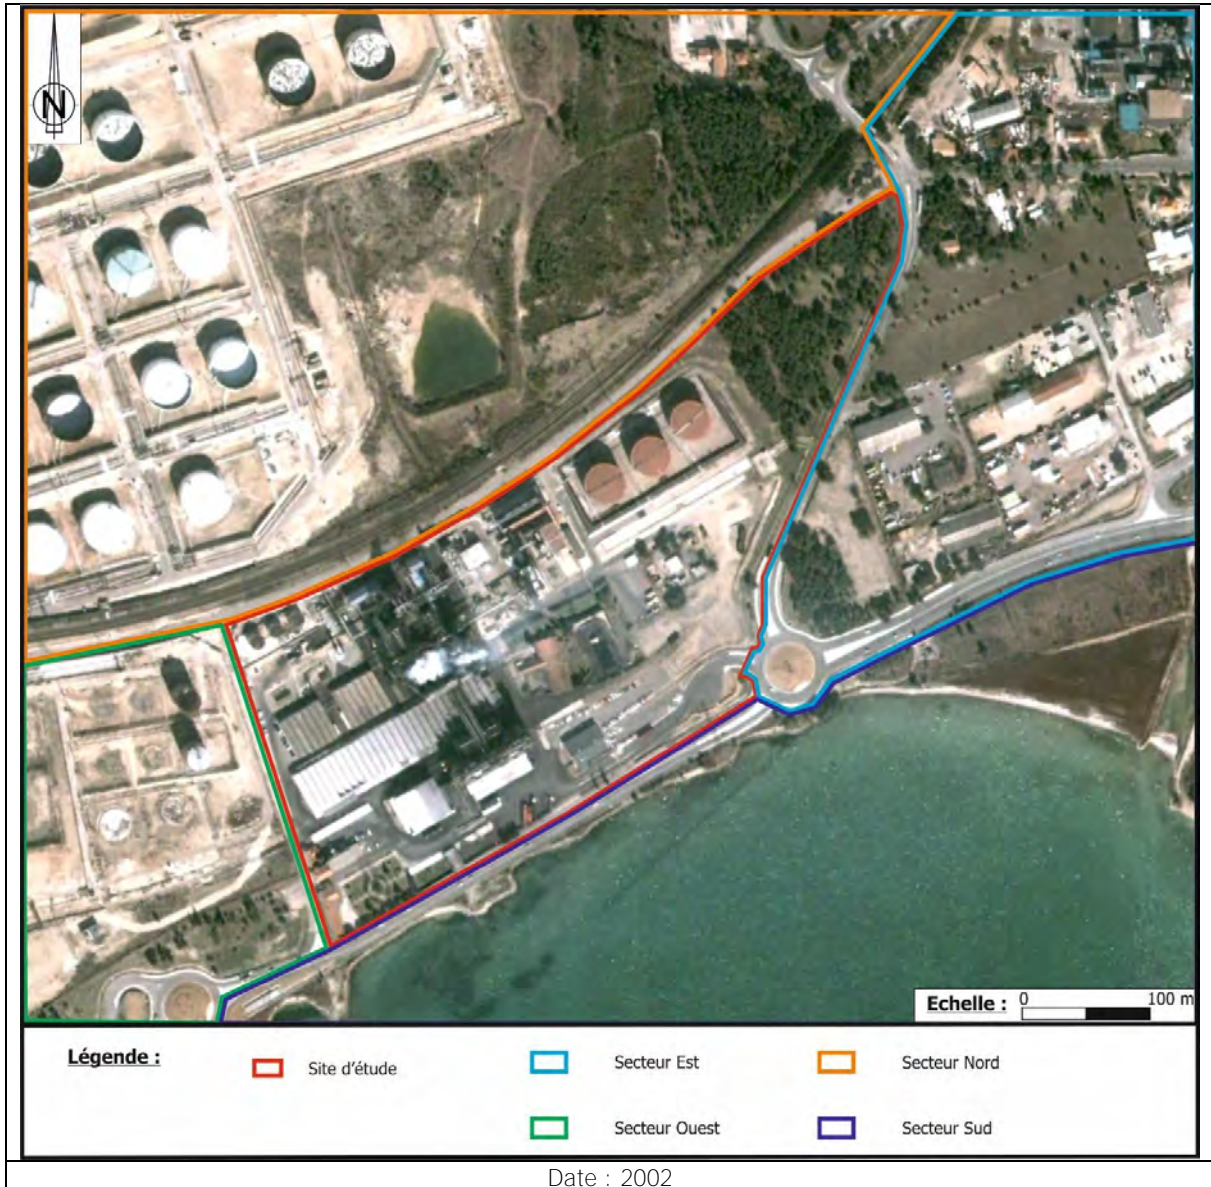 N
Echelle : 0 100 m
Légende :
Site d'étude
Secteur Est
Secteur Nord
Secteur Ouest
Secteur Sud
Date : 2002